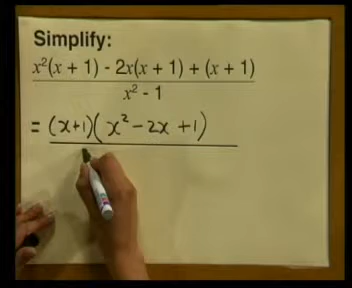 Simplify:
x²(x + 1) - 2x(x + 1) + (x + 1)
x² - 1
= (x+1)(x² - 2x + 1)